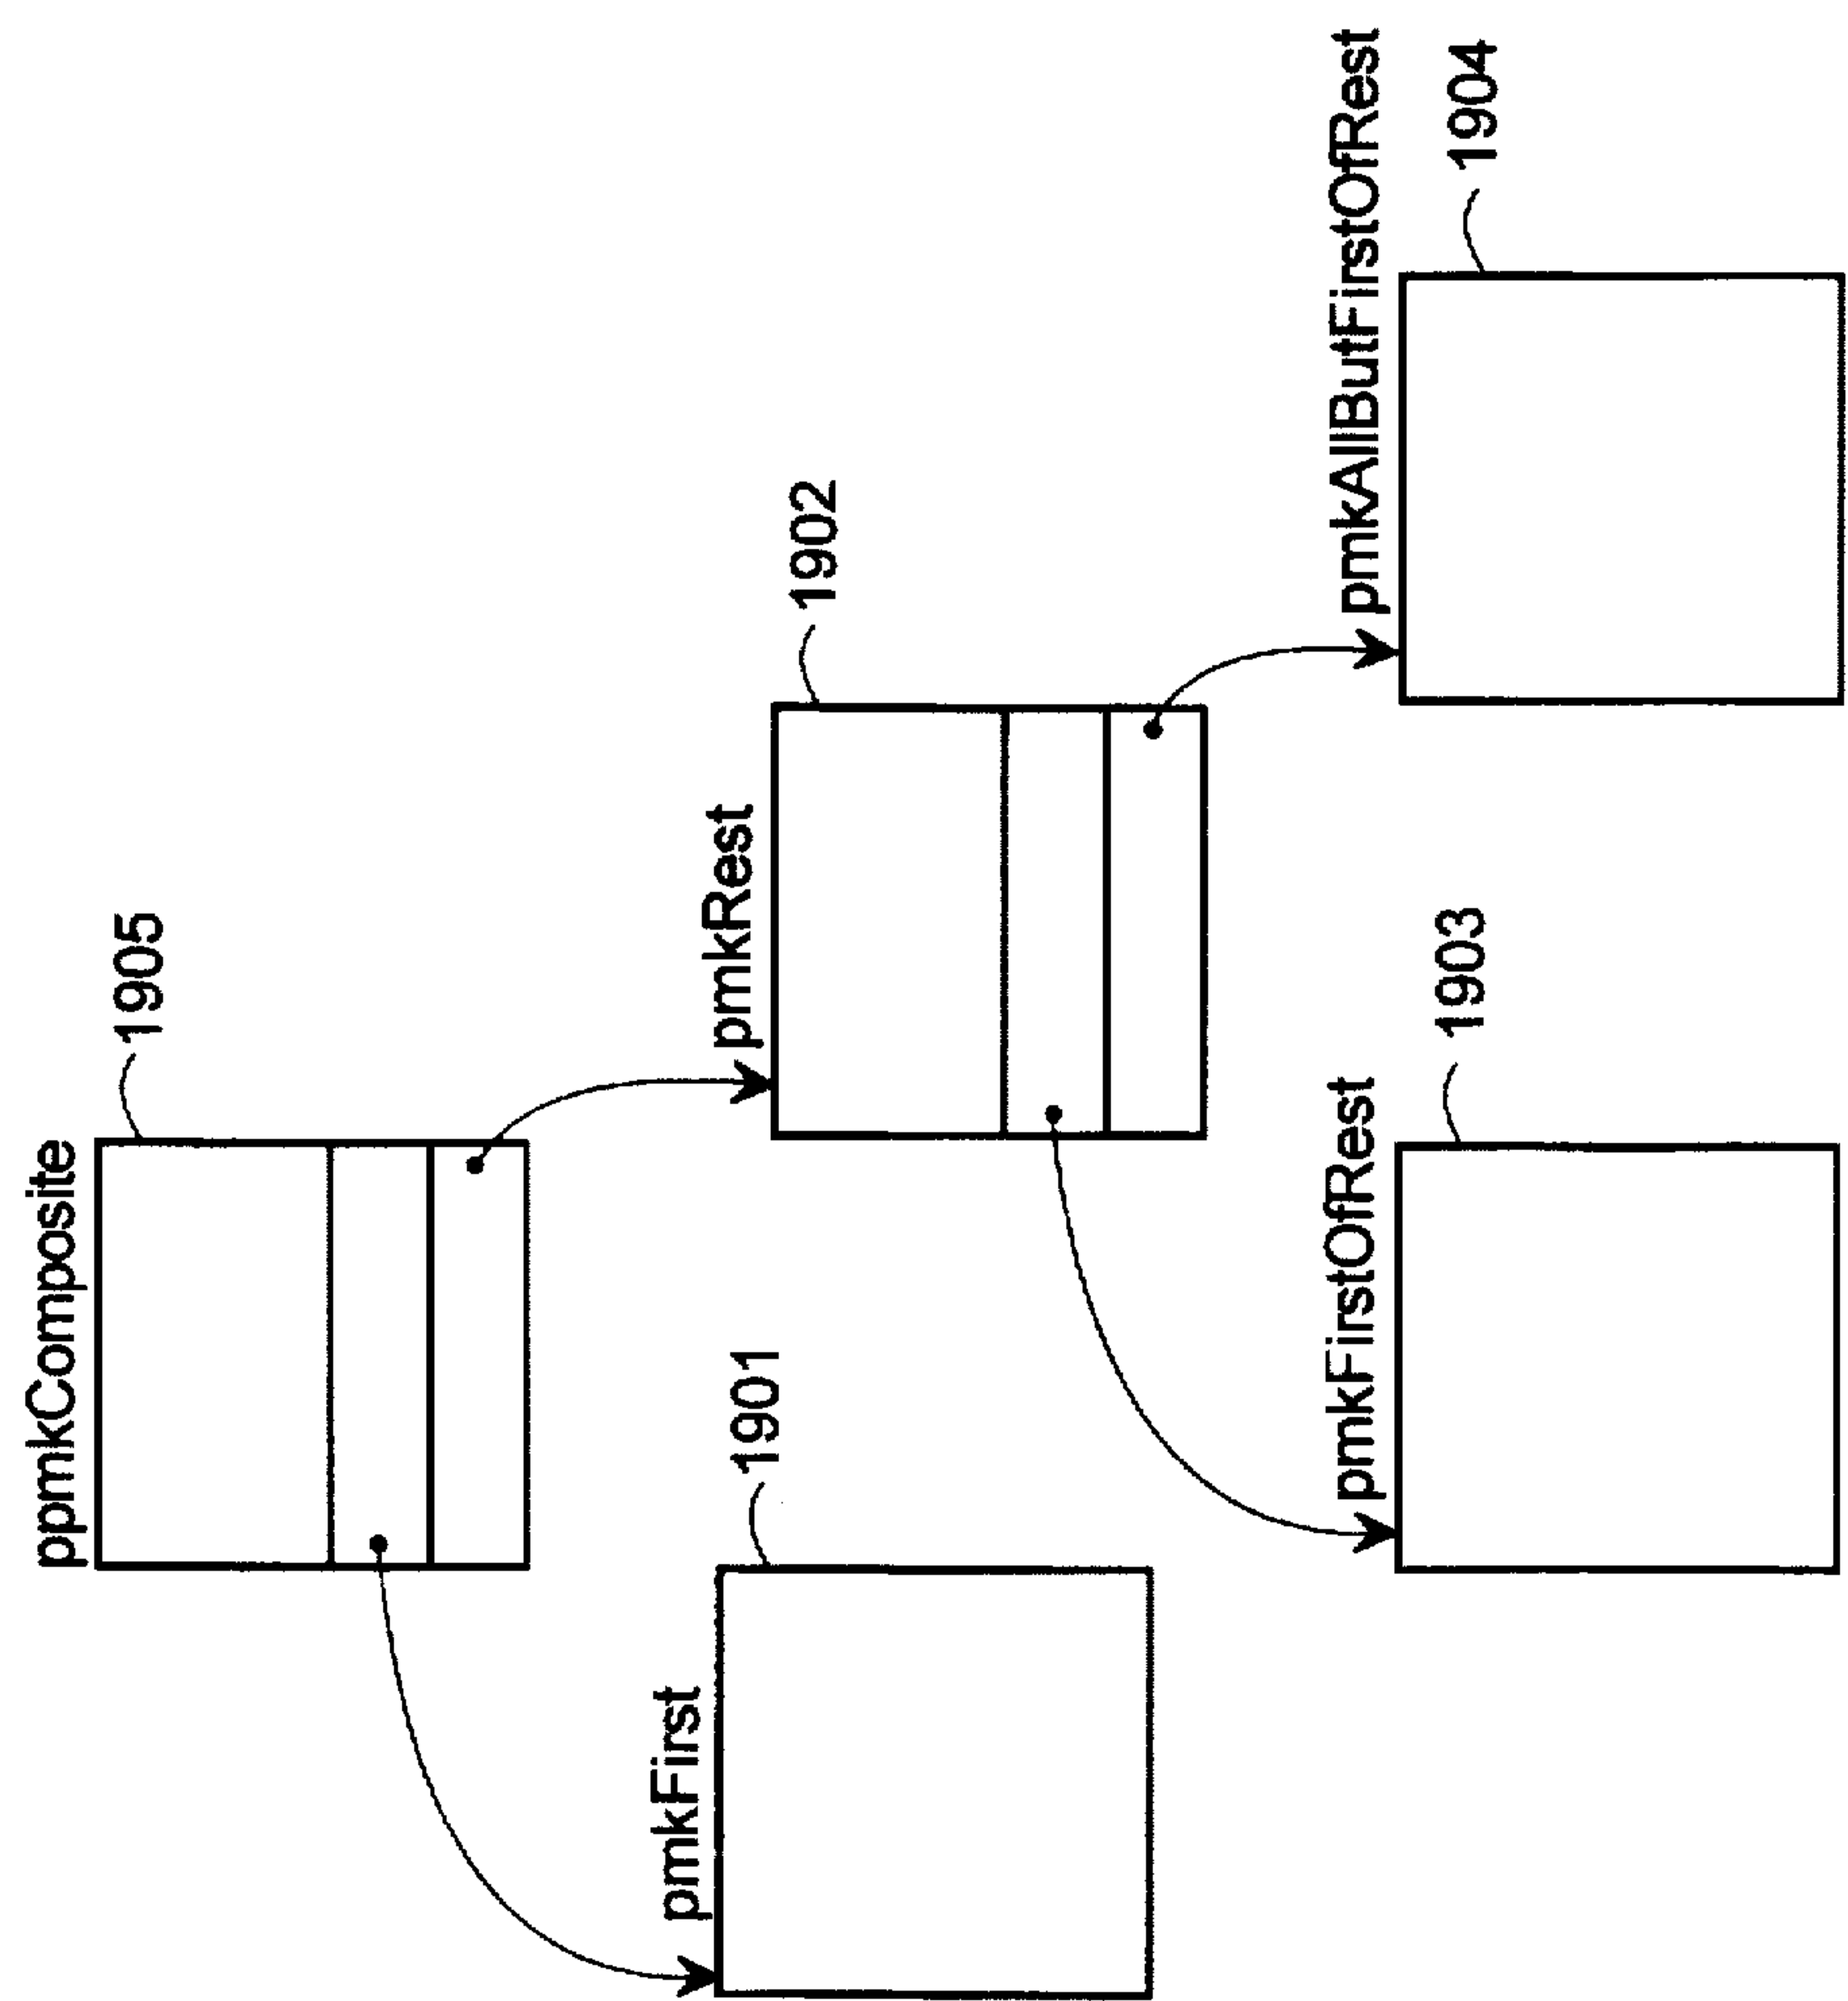 ppmkComposite
1905
pmkFirst
1901
pmkRest
1902
pmkFirstOfRest
1903
pmkAllButFirstOfRest
1904